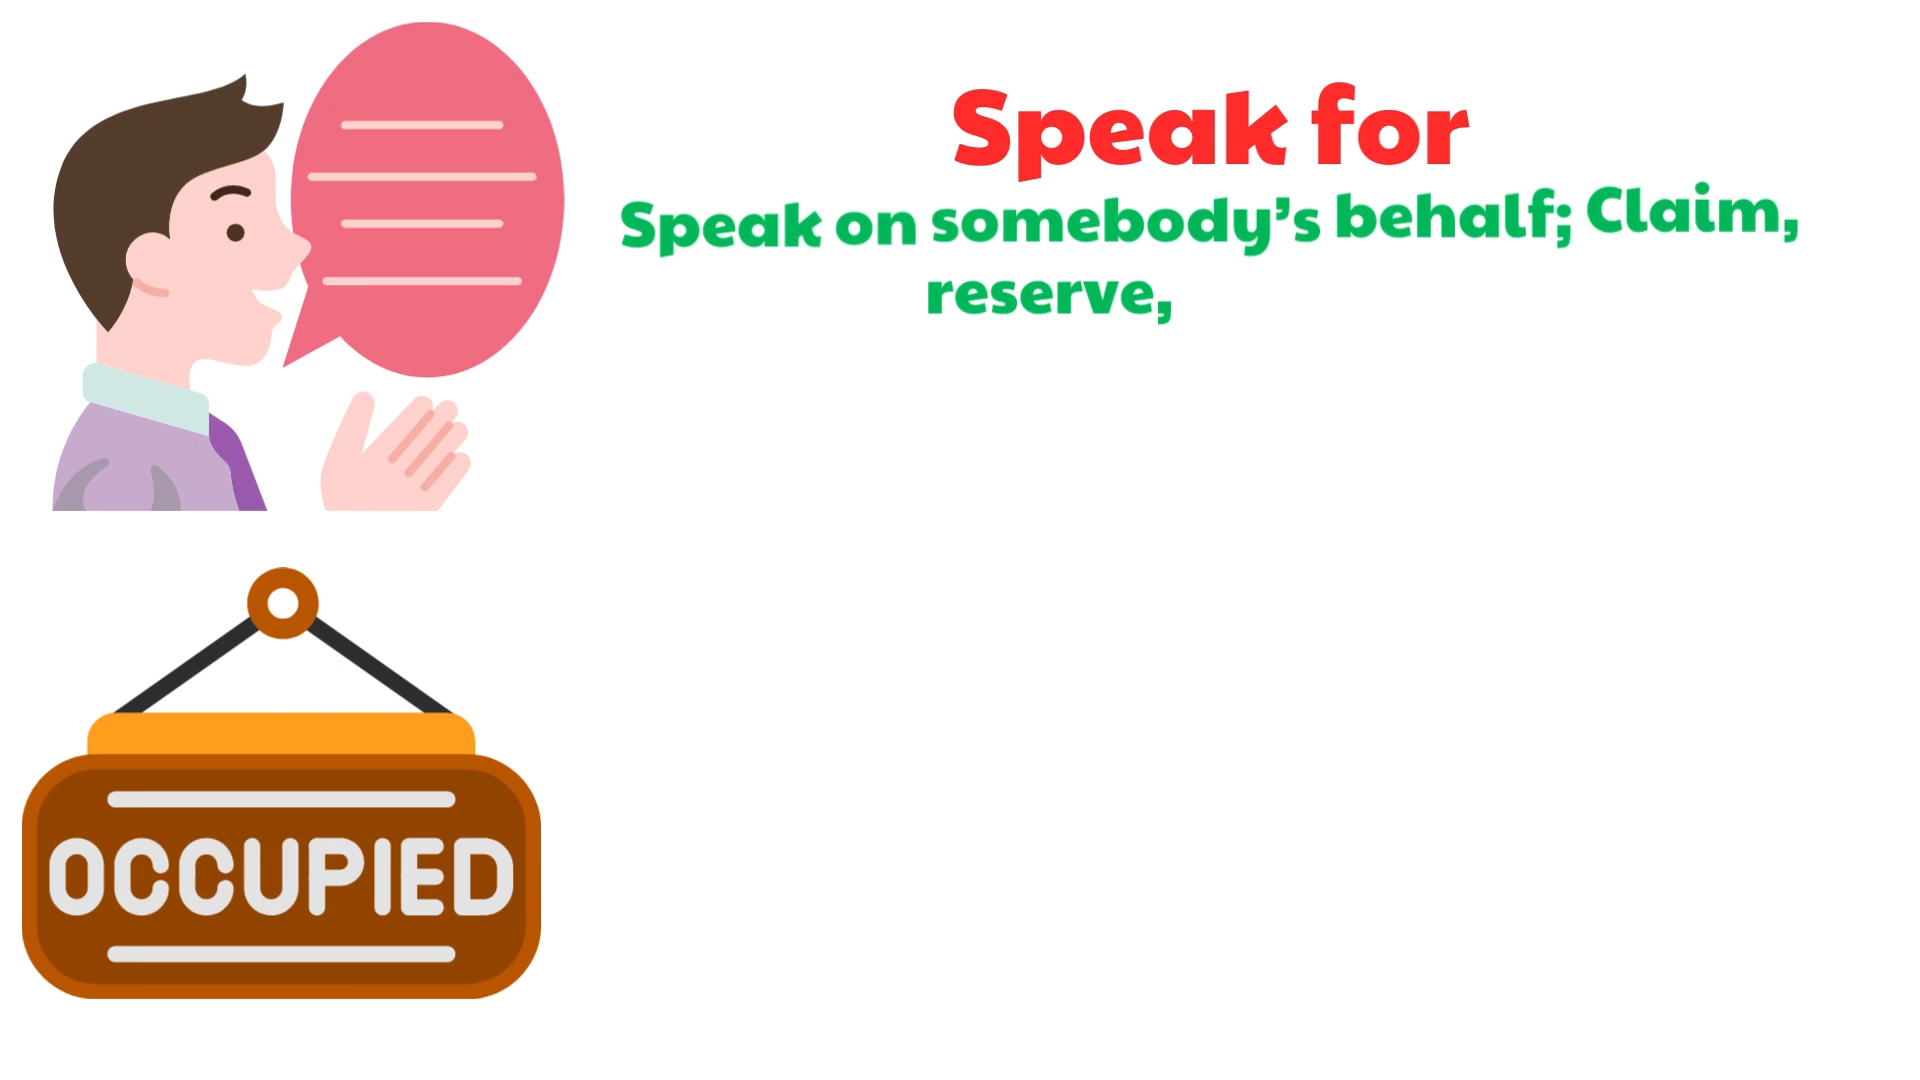 Speak for
Speak on somebody’s behalf; Claim,
reserve,
OCCUPIED